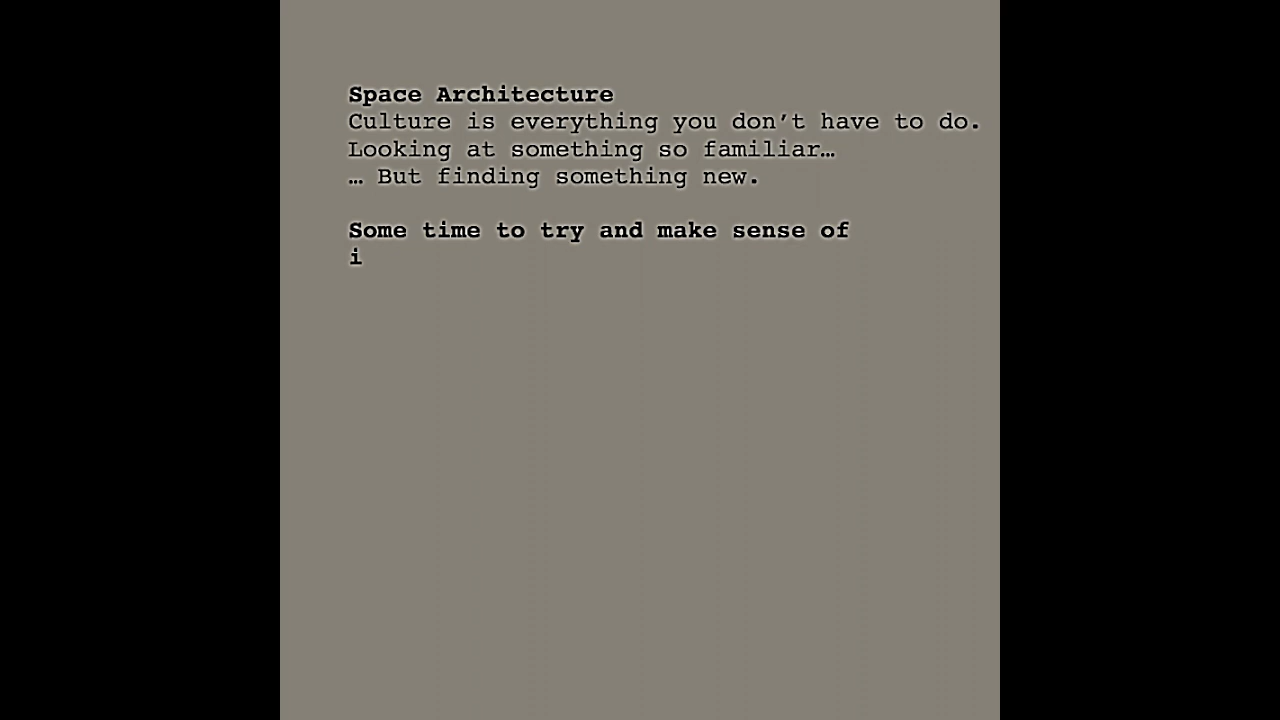 Space Architecture
Culture is everything you don’t have to do.
Looking at something so familiar…
… But finding something new.
Some time to try and make sense of
i